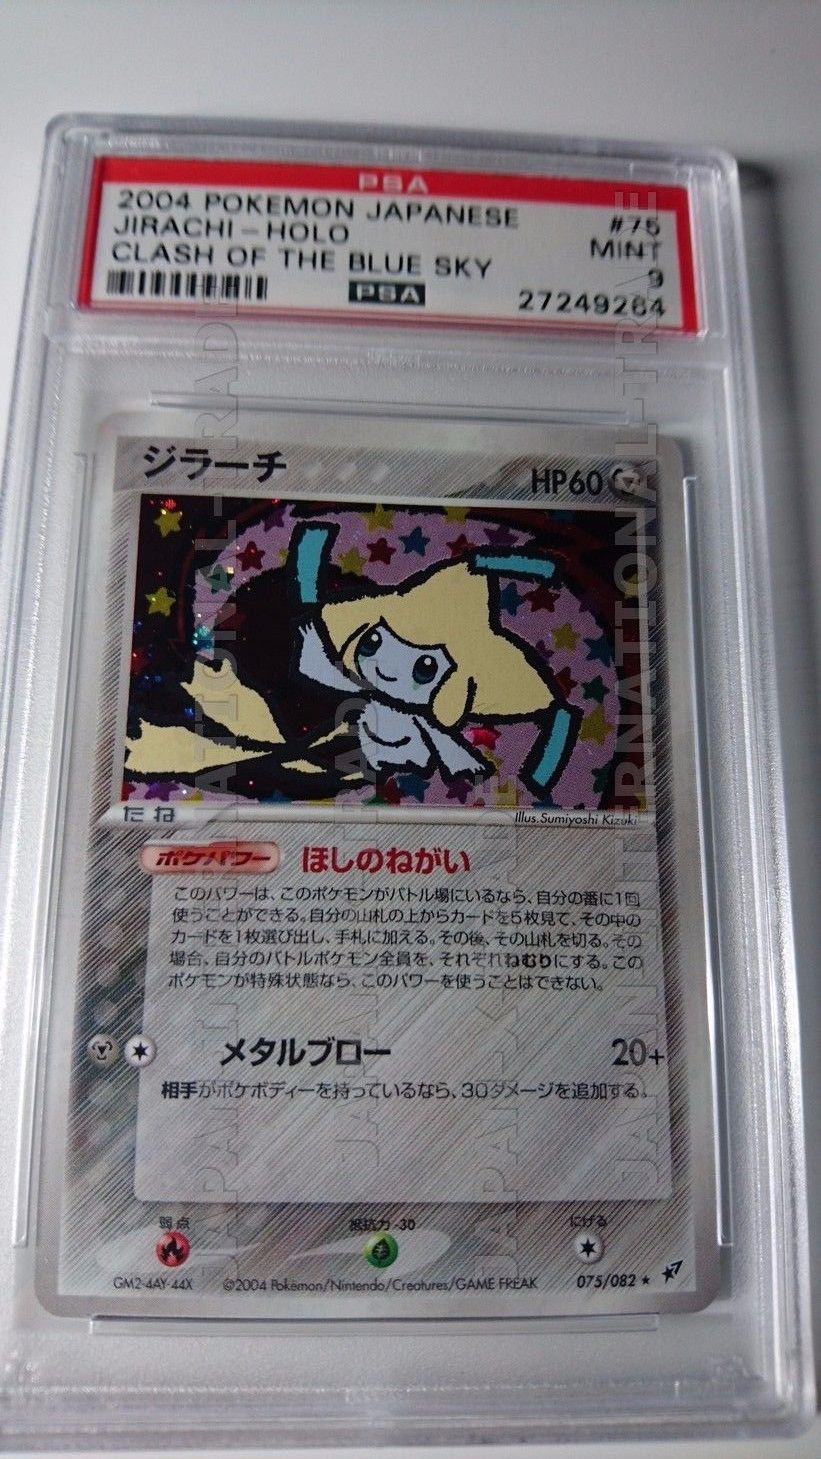 PSA
2004 POKEMON JAPANESE #75
JIRACHI - HOLO MINT
CLASH OF THE BLUE SKY 9
PSA 27249264
ジラーチ HP60
たね Illus.Sumiyoshi Kizuki
ポケパワー ほしのねがい
このパワーは、このポケモンがバトル場にいるなら、自分の番に1回
使うことができる。自分の山札の上からカードを5枚見て、その中の
カードを1枚選び出し、手札に加える。その後、その山札を切る。その
場合、自分のバトルポケモン全員を、それぞれねむりにする。この
ポケモンが特殊状態なら、このパワーを使うことはできない。
メタルブロー 20+
相手がポケボディーを持っているなら、30ダメージを追加する。
弱点 抵抗力 -30 にげる
GM2-4AY-44X ©2004 Pokémon/Nintendo/Creatures/GAME FREAK 075/082 ★
JAPAN-INTERNATIONAL-TRADE
JAPAN-INTERNATIONAL-TRADE